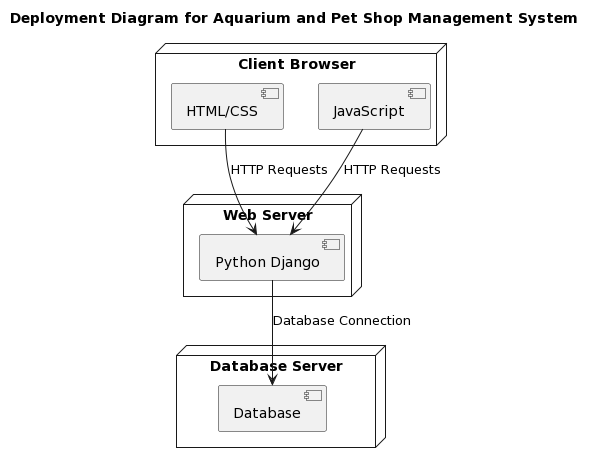 Deployment Diagram for Aquarium and Pet Shop Management System
Client Browser
HTML/CSS
JavaScript
HTTP Requests
HTTP Requests
Web Server
Python Django
Database Connection
Database Server
Database